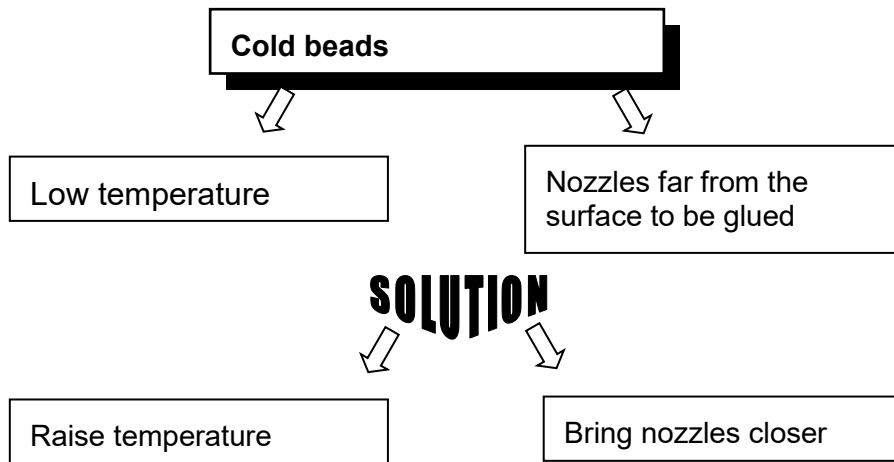 Cold beads
Low temperature
Nozzles far from the
surface to be glued
SOLUTION
Raise temperature
Bring nozzles closer